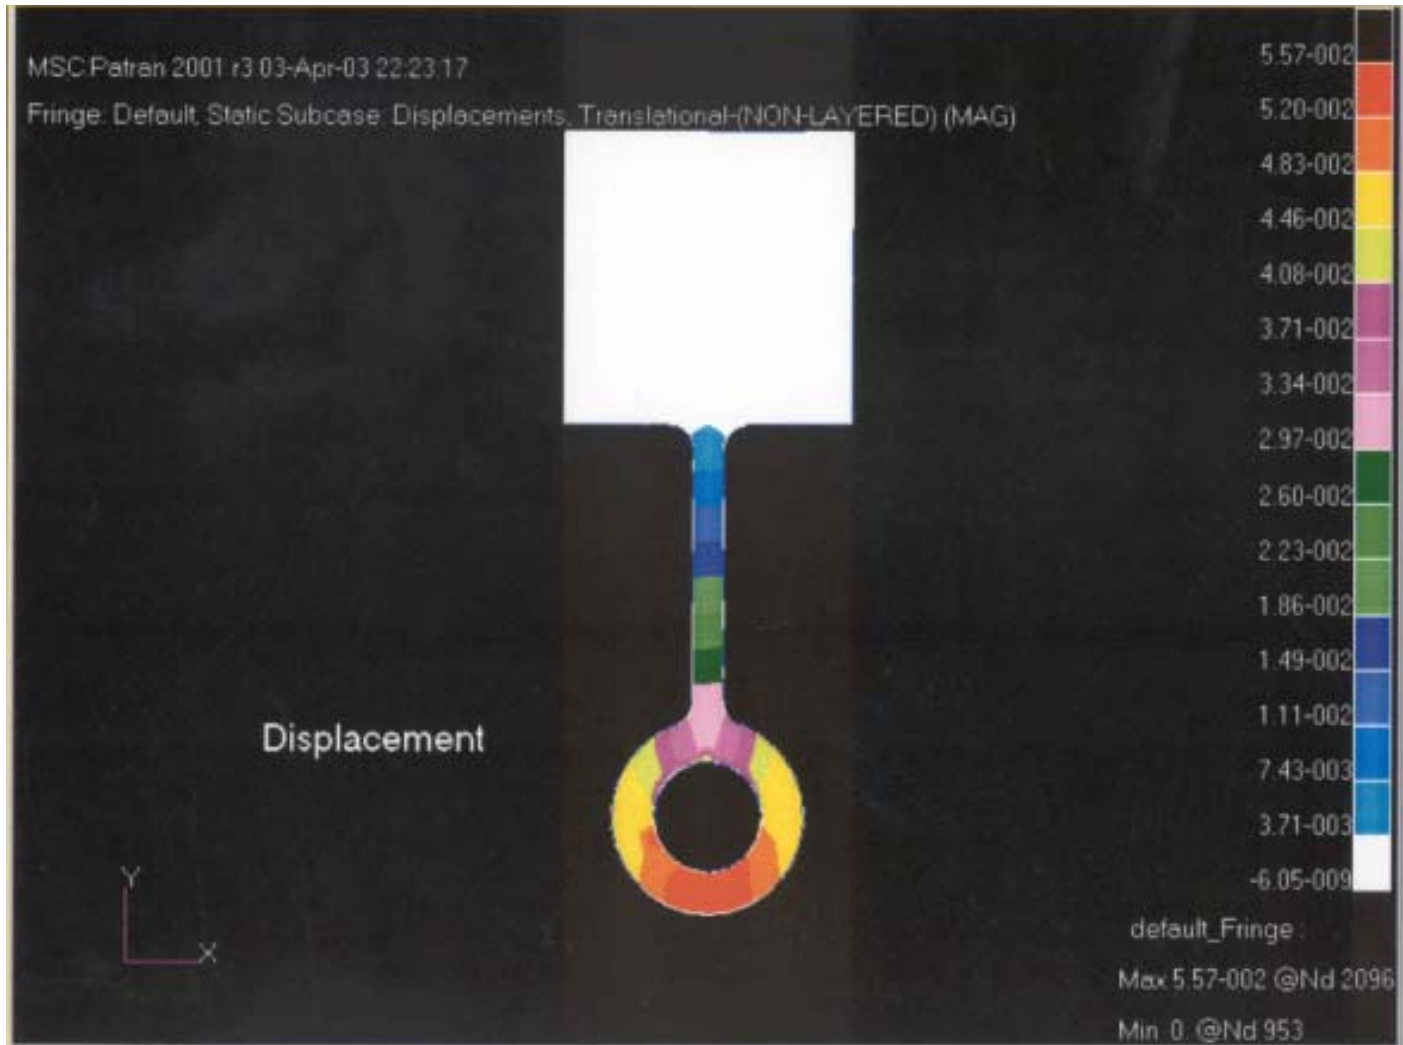 MSC.Patran 2001 r3 03-Apr-03 22:23:17
Fringe: Default, Static Subcase: Displacements, Translational-(NON-LAYERED) (MAG)
5.57-002
5.20-002
4.83-002
4.46-002
4.08-002
3.71-002
3.34-002
2.97-002
2.60-002
2.23-002
1.86-002
1.49-002
1.11-002
7.43-003
3.71-003
-6.05-009
Displacement
Y
X
default_Fringe :
Max 5.57-002 @Nd 2096
Min 0. @Nd 953